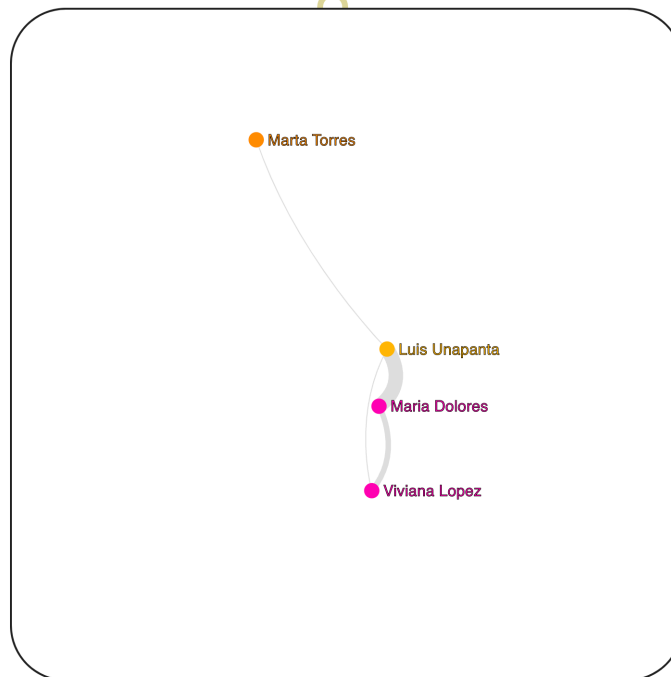 Marta Torres
Luis Unapanta
Maria Dolores
Viviana Lopez